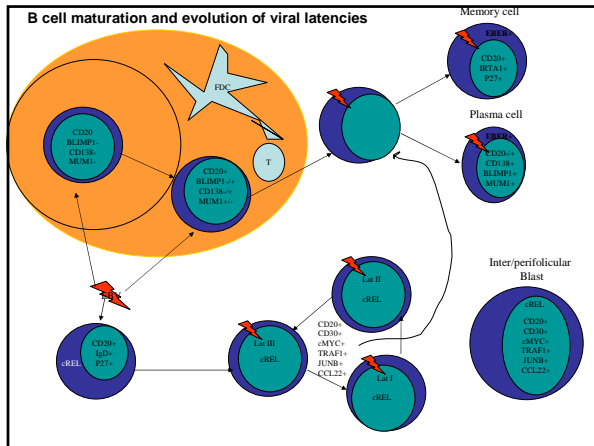 B cell maturation and evolution of viral latencies
Memory cell
EBER+
CD20+
IRTA1+
P27+
FDC
Plasma cell
EBER+
CD20-/+
CD138+
BLIMP1+
MUM1+
CD20
BLIMP1-
CD138-
MUM1-
T
CD20+
BLIMP1-/+
CD138-/+
MUM1+/-
Inter/perifolicular
Blast
cREL
CD20+
CD30+
cMYC+
TRAF1+
JUNB+
CCL22+
Lat II
cREL
CD20+
CD30+
cMYC+
TRAF1+
JUNB+
CCL22+
cREL
CD20+
IgD+
P27+
Lat III
cREL
Lat I
cREL